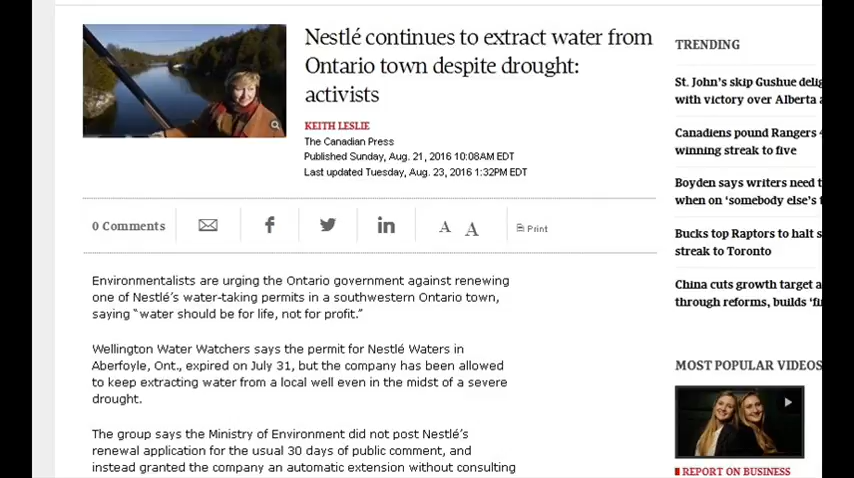 Nestlé continues to extract water from
Ontario town despite drought:
activists
KEITH LESLIE
The Canadian Press
Published Sunday, Aug. 21, 2016 10:08AM EDT
Last updated Tuesday, Aug. 23, 2016 1:32PM EDT
0 Comments
f
in
A A
Print
Environmentalists are urging the Ontario government against renewing
one of Nestlé's water-taking permits in a southwestern Ontario town,
saying "water should be for life, not for profit."
Wellington Water Watchers says the permit for Nestlé Waters in
Aberfoyle, Ont., expired on July 31, but the company has been allowed
to keep extracting water from a local well even in the midst of a severe
drought.
The group says the Ministry of Environment did not post Nestlé's
renewal application for the usual 30 days of public comment, and
instead granted the company an automatic extension without consulting
TRENDING
St. John's skip Gushue
with victory over Alberta
Canadiens pound Rangers
winning streak to five
Boyden says writers need
when on 'somebody else's
Bucks top Raptors to halt
streak to Toronto
China cuts growth target
through reforms, builds
MOST POPULAR VIDEOS
REPORT ON BUSINESS